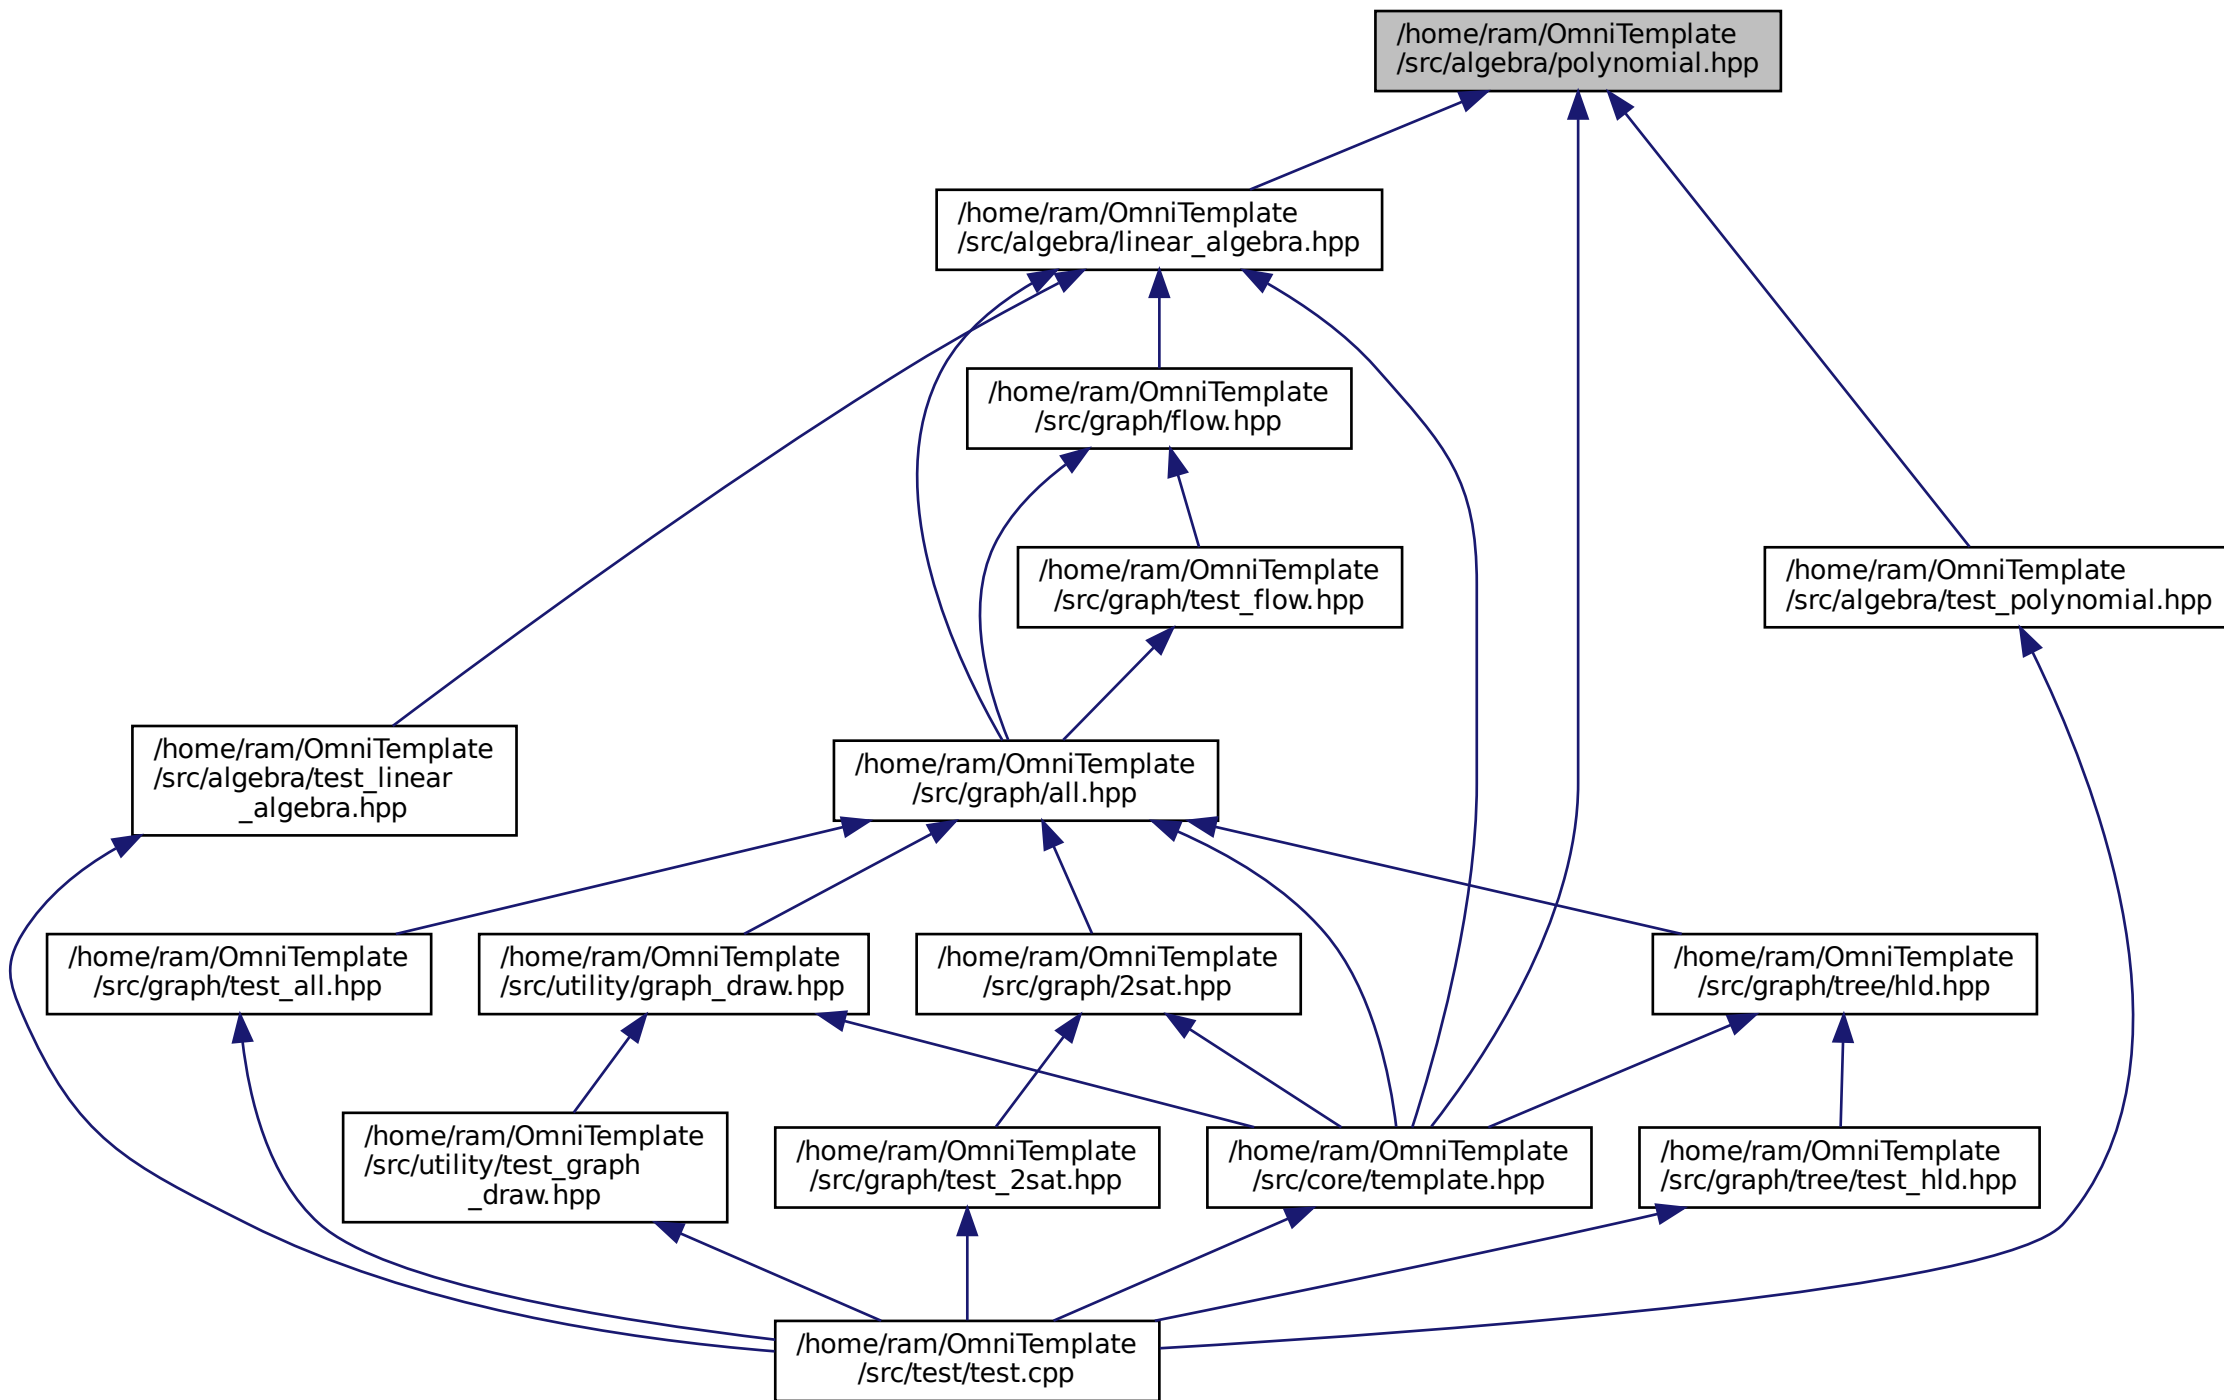 /home/ram/OmniTemplate
/src/algebra/polynomial.hpp
/home/ram/OmniTemplate
/src/algebra/linear_algebra.hpp
/home/ram/OmniTemplate
/src/graph/flow.hpp
/home/ram/OmniTemplate
/src/graph/test_flow.hpp
/home/ram/OmniTemplate
/src/algebra/test_polynomial.hpp
/home/ram/OmniTemplate
/src/algebra/test_linear
_algebra.hpp
/home/ram/OmniTemplate
/src/graph/all.hpp
/home/ram/OmniTemplate
/src/graph/test_all.hpp
/home/ram/OmniTemplate
/src/utility/graph_draw.hpp
/home/ram/OmniTemplate
/src/graph/2sat.hpp
/home/ram/OmniTemplate
/src/graph/tree/hld.hpp
/home/ram/OmniTemplate
/src/utility/test_graph
_draw.hpp
/home/ram/OmniTemplate
/src/graph/test_2sat.hpp
/home/ram/OmniTemplate
/src/core/template.hpp
/home/ram/OmniTemplate
/src/graph/tree/test_hld.hpp
/home/ram/OmniTemplate
/src/test/test.cpp